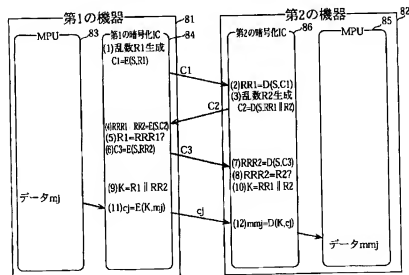 第1の機器
81
第2の機器
82
MPU
83
第1の暗号化IC
84
第2の暗号化IC
86
MPU
85
(1)乱数R1生成
C1=E(S,R1)
C1
(2)RR1=D(S,C1)
(3)乱数R2生成
C2=D(S,RR1∥R2)
C2
(4)RRR1 RR2=E(S,C2)
(5)R1=RRR1?
(6)C3=E(S,RR2)
C3
(7)RRR2=D(S,C3)
(8)RRR2=R2?
(9)K=R1∥RR2
(10)K=RR1∥R2
データmj
(11)cj=E(K,mj)
cj
(12)mmj=D(K,cj)
データmmj